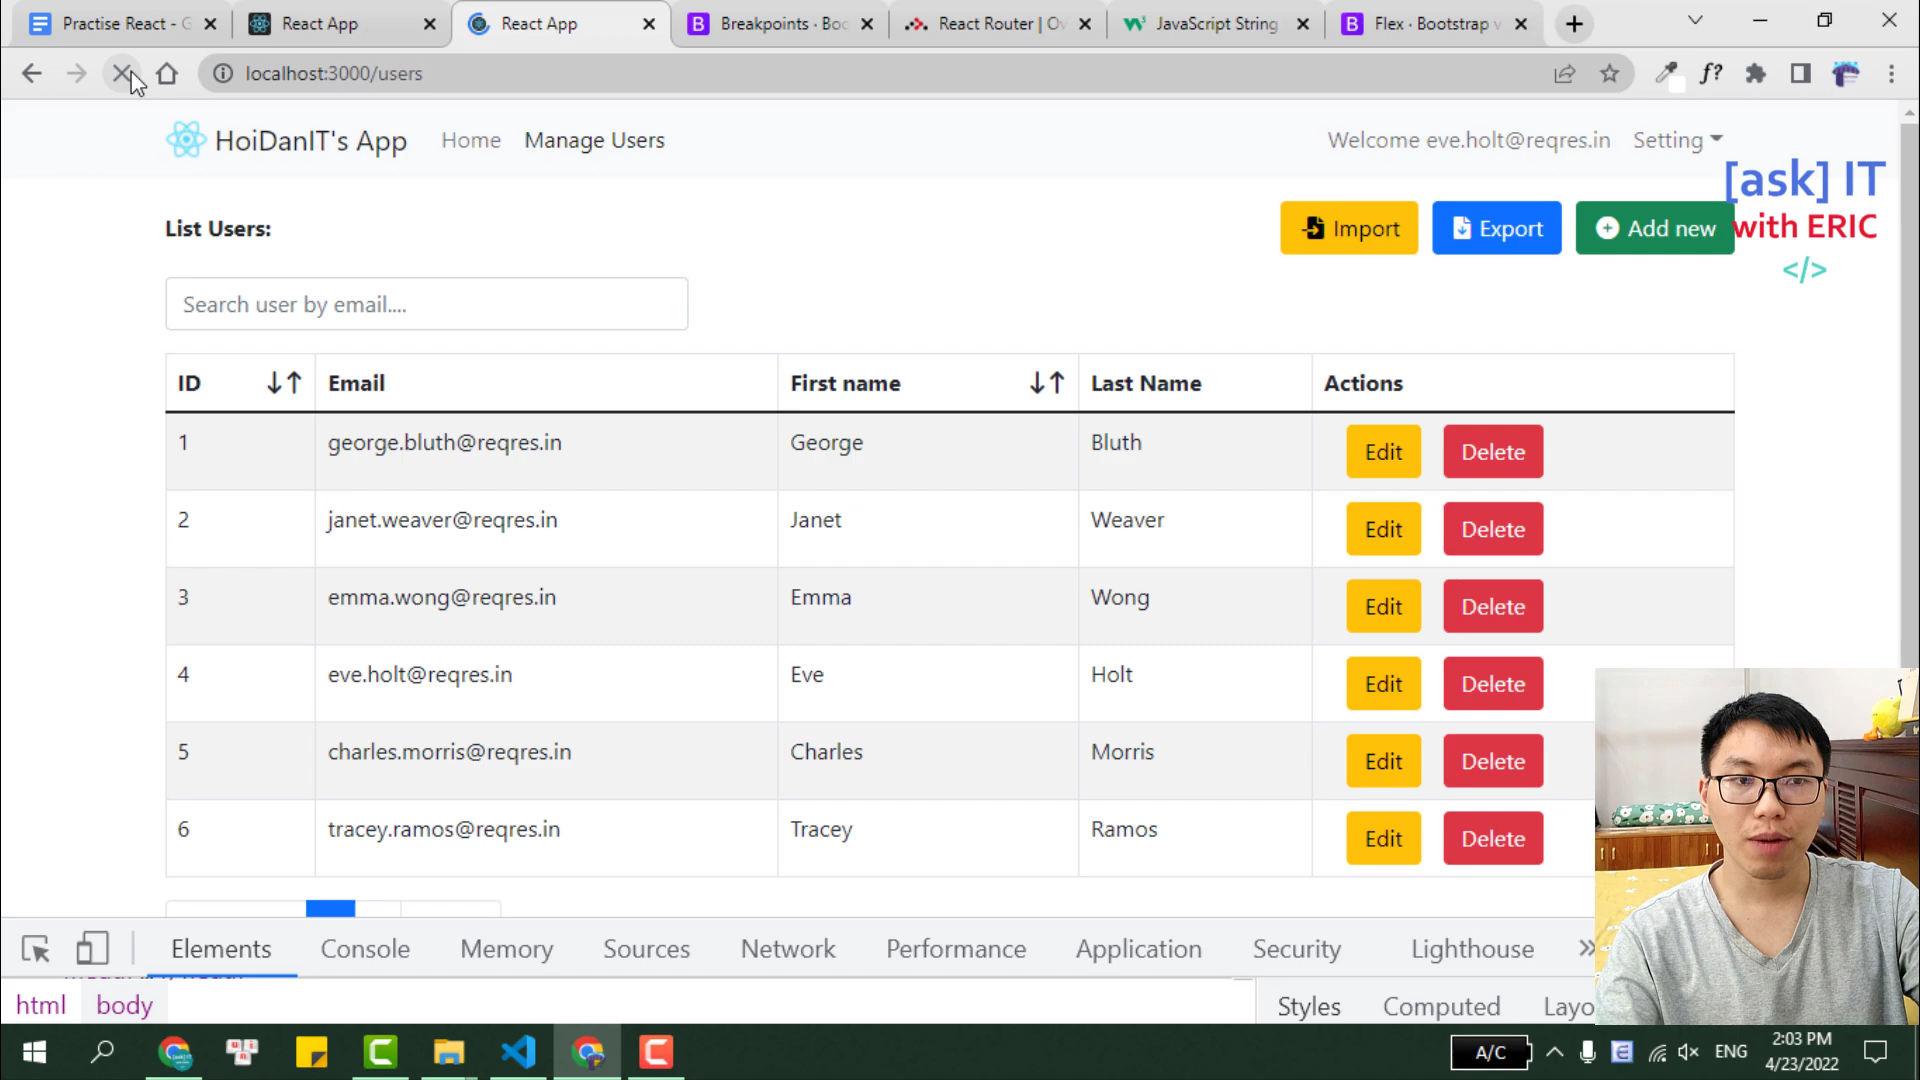 Practise React - G
React App
React App
Breakpoints · Boo
React Router | Ov
JavaScript String
Flex · Bootstrap v
localhost:3000/users
f?
HoiDanIT's App
Home
Manage Users
Welcome eve.holt@reqres.in
Setting
[ask] IT
with ERIC
</>
List Users:
Import
Export
Add new
Search user by email....
ID
Email
First name
Last Name
Actions
1
george.bluth@reqres.in
George
Bluth
Edit
Delete
2
janet.weaver@reqres.in
Janet
Weaver
Edit
Delete
3
emma.wong@reqres.in
Emma
Wong
Edit
Delete
4
eve.holt@reqres.in
Eve
Holt
Edit
Delete
5
charles.morris@reqres.in
Charles
Morris
Edit
Delete
6
tracey.ramos@reqres.in
Tracey
Ramos
Edit
Delete
Elements
Console
Memory
Sources
Network
Performance
Application
Security
Lighthouse
html
body
Styles
Computed
Layo
A/C
ENG
2:03 PM
4/23/2022